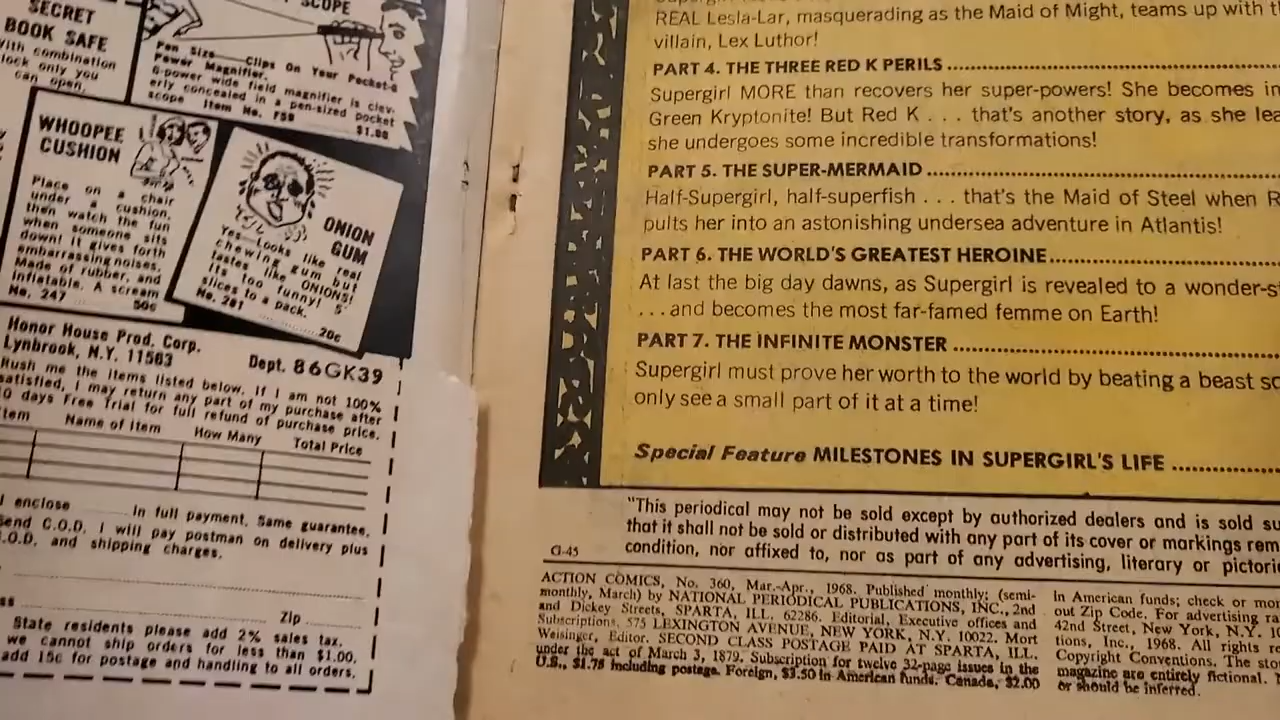 SECRET
BOOK SAFE
With combination
lock only you
can open.
SCOPE
Pen Size—Clips On Your Pocket-6
Power Magnifier.
6-power wide field magnifier is clev-
erly concealed in a pen-sized pocket
scope Item No. F58
$1.00
WHOOPEE
CUSHION
Place on a chair
under a cushion,
then watch the fun
when someone sits
down! It gives forth
embarrassing noises.
Made of rubber, and
inflatable. A scream
No. 247 50c
ONION
GUM
Yes—Looks like real
chewing gum but
tastes like ONIONS!
Its too funny! 5
slices to a pack.
No. 281
20c
Honor House Prod. Corp.
Lynbrook, N.Y. 11563 Dept. 86GK39
Rush me the items listed below. If I am not 100%
satisfied, I may return any part of my purchase after
10 days Free Trial for full refund of purchase price.
Item Name of Item How Many Total Price
I enclose In full payment. Same guarantee.
Send C.O.D. I will pay postman on delivery plus
C.O.D. and shipping charges.
Zip
State residents please add 2% sales tax.
we cannot ship orders for less than $1.00.
add 15c for postage and handling to all orders.
REAL Lesla-Lar, masquerading as the Maid of Might, teams up with
villain, Lex Luthor!
PART 4. THE THREE RED K PERILS
Supergirl MORE than recovers her super-powers! She becomes
Green Kryptonite! But Red K . . . that's another story, as she
she undergoes some incredible transformations!
PART 5. THE SUPER-MERMAID
Half-Supergirl, half-superfish . . . that's the Maid of Steel when
pults her into an astonishing undersea adventure in Atlantis!
PART 6. THE WORLD'S GREATEST HEROINE
At last the big day dawns, as Supergirl is revealed to a
. . . and becomes the most far-famed femme on Earth!
PART 7. THE INFINITE MONSTER
Supergirl must prove her worth to the world by beating a beast
only see a small part of it at a time!
Special Feature MILESTONES IN SUPERGIRL'S LIFE
"This periodical may not be sold except by authorized dealers and is sold
that it shall not be sold or distributed with any part of its cover or markings
condition, nor affixed to, nor as part of any advertising, literary or
CI-45
ACTION COMICS, No. 360, Mar.-Apr., 1968. Published monthly; (semi-
monthly, March) by NATIONAL PERIODICAL PUBLICATIONS, INC., 2nd
and Dickey Streets, SPARTA, ILL. 62286. Editorial, Executive offices and
Subscriptions, 575 LEXINGTON AVENUE, NEW YORK, N.Y. 10022. Mort
Weisinger, Editor. SECOND CLASS POSTAGE PAID AT SPARTA, ILL.
under the act of March 3, 1879. Subscription for twelve 32-page issues in the
U.S., $1.75 including postage. Foreign, $3.50 in American funds. Canada, $2.00
In American funds; check or
out Zip Code. For advertising
42nd Street, New York, N.Y.
tions, Inc., 1968. All rights
Copyright Conventions. The
magazine are entirely fictional.
or should be inferred.